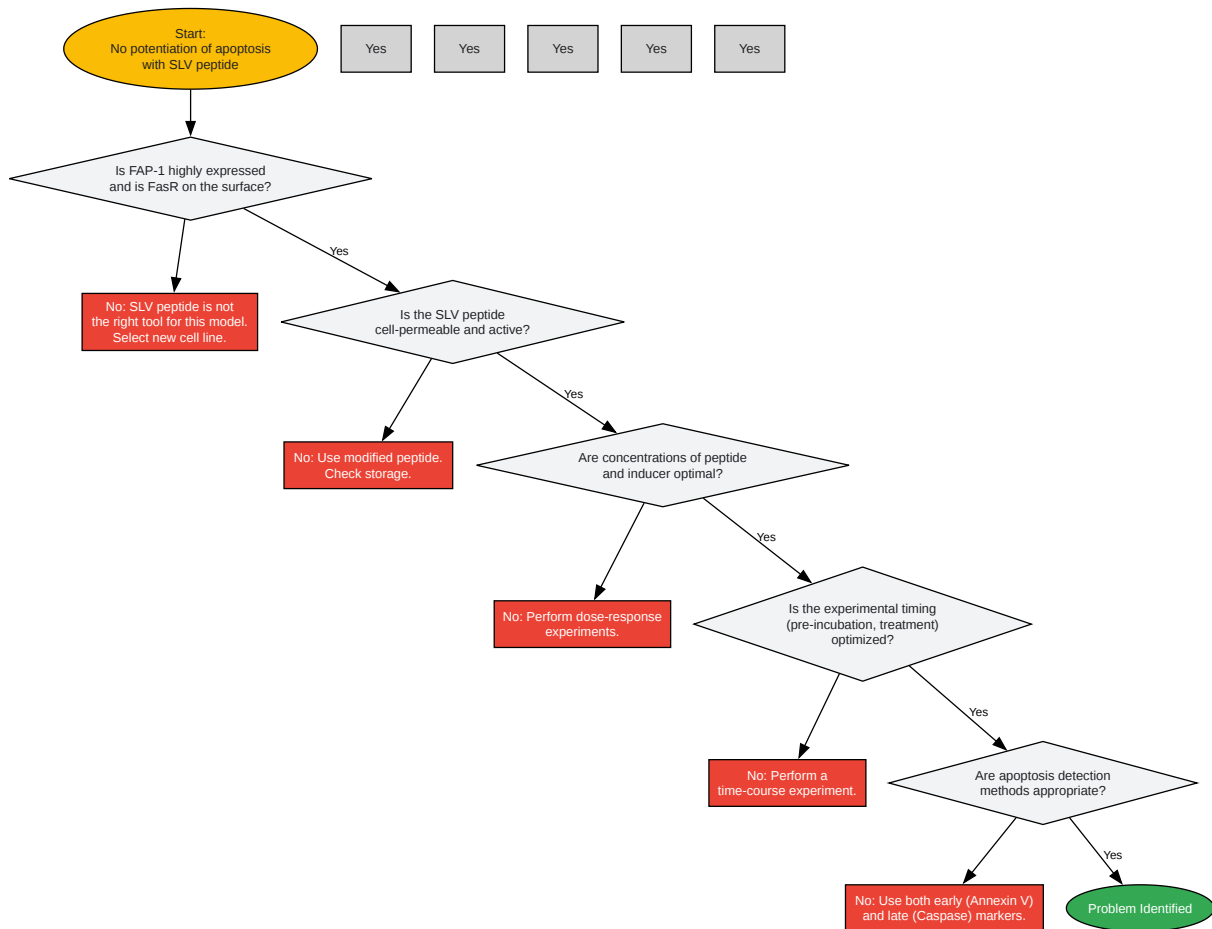 Start:
No potentiation of apoptosis
with SLV peptide
Yes
Yes
Yes
Yes
Yes
Is FAP-1 highly expressed
and is FasR on the surface?
Yes
No: SLV peptide is not
the right tool for this model.
Select new cell line.
Is the SLV peptide
cell-permeable and active?
Yes
No: Use modified peptide.
Check storage.
Are concentrations of peptide
and inducer optimal?
Yes
No: Perform dose-response
experiments.
Is the experimental timing
(pre-incubation, treatment)
optimized?
Yes
No: Perform a
time-course experiment.
Are apoptosis detection
methods appropriate?
Yes
No: Use both early (Annexin V)
and late (Caspase) markers.
Problem Identified